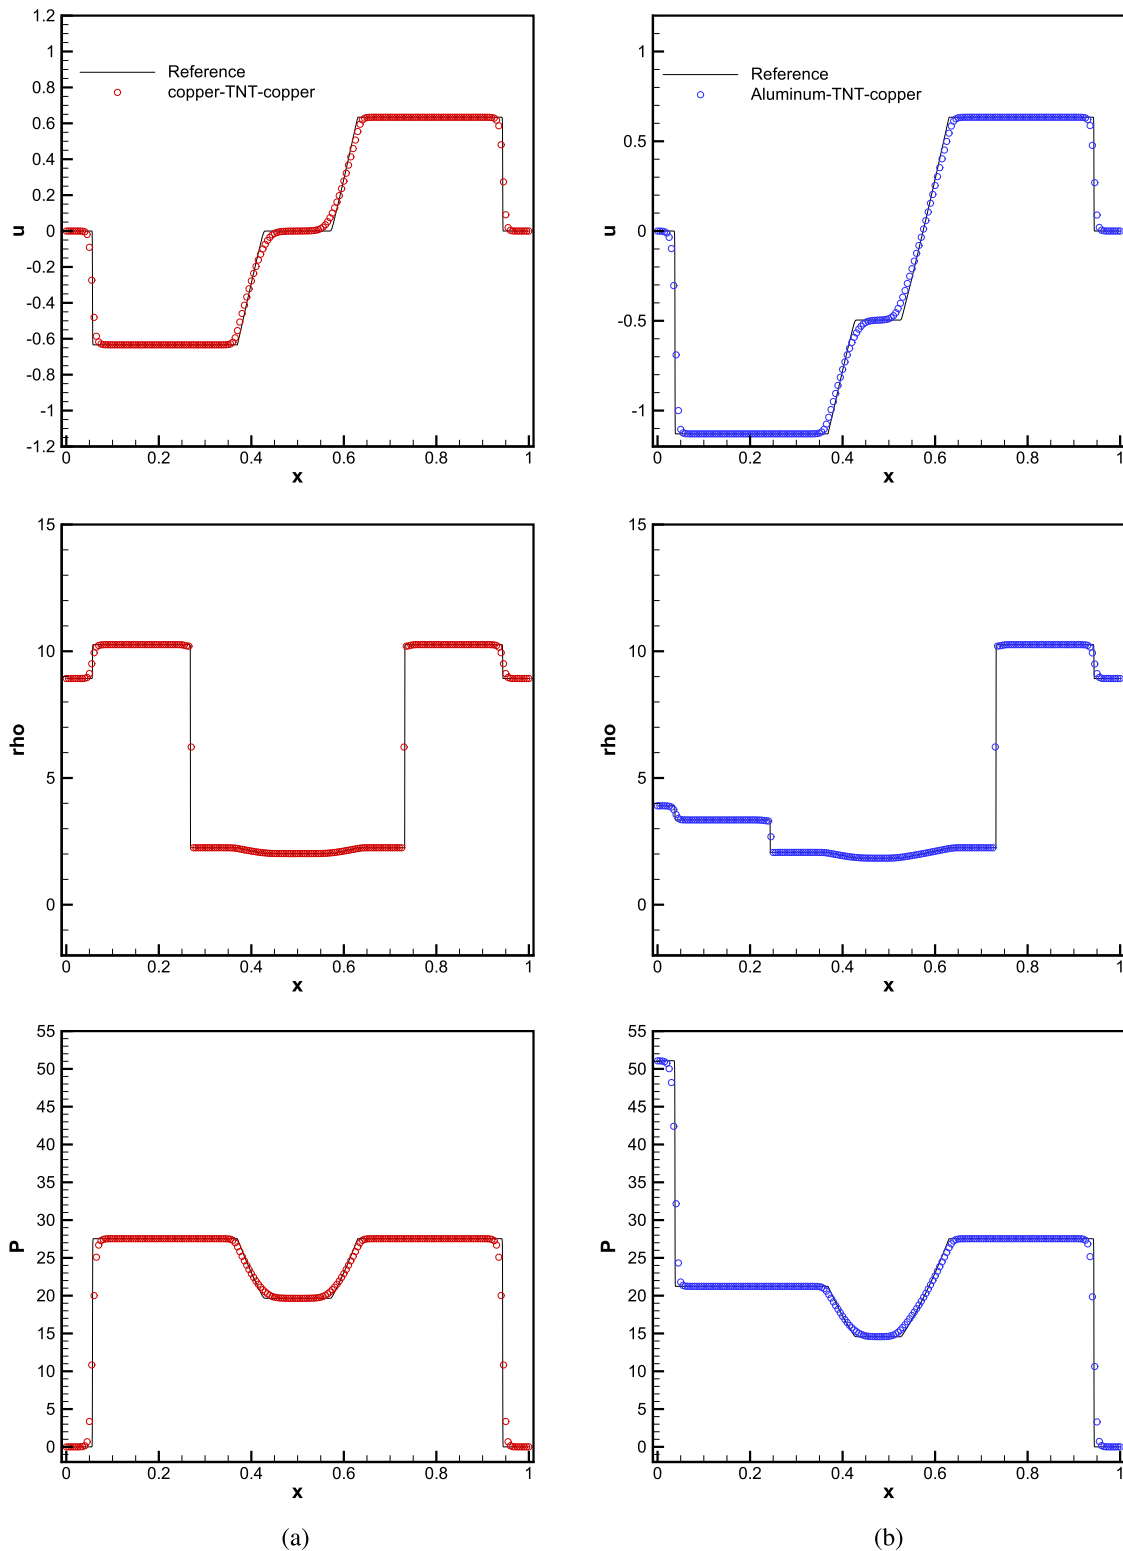 1.2
1
0.8
0.6
0.4
0.2
0
-0.2
-0.4
-0.6
-0.8
-1
-1.2
u
Reference
copper-TNT-copper
0 0.2 0.4 0.6 0.8 1
x
1
0.5
0
-0.5
-1
u
Reference
Aluminum-TNT-copper
0 0.2 0.4 0.6 0.8 1
x
15
10
5
0
rho
0 0.2 0.4 0.6 0.8 1
x
15
10
5
0
rho
0 0.2 0.4 0.6 0.8 1
x
55
50
45
40
35
30
25
20
15
10
5
0
P
0 0.2 0.4 0.6 0.8 1
x
55
50
45
40
35
30
25
20
15
10
5
0
P
0 0.2 0.4 0.6 0.8 1
x
(a)
(b)